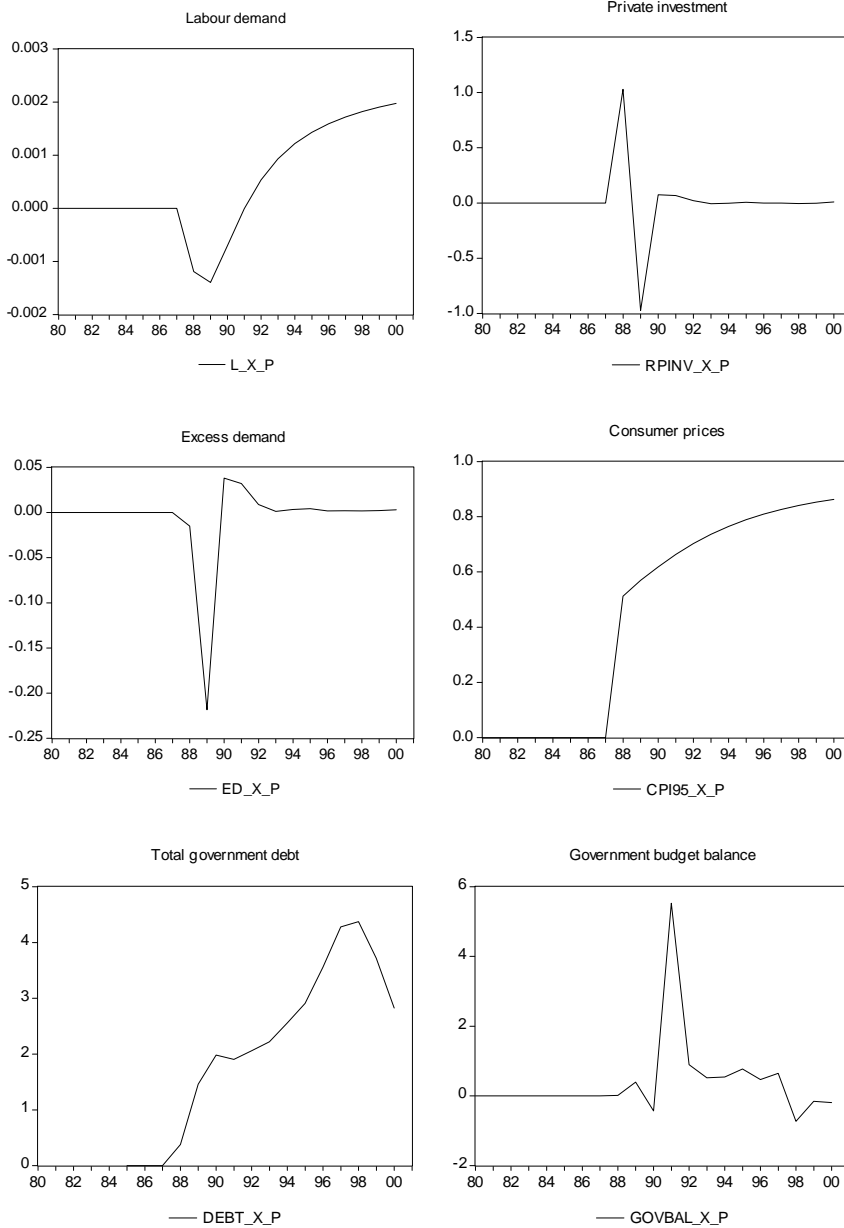 Labour demand
0.003
0.002
0.001
0.000
-0.001
-0.002
80 82 84 86 88 90 92 94 96 98 00
L_X_P
Private investment
1.5
1.0
0.5
0.0
-0.5
-1.0
80 82 84 86 88 90 92 94 96 98 00
RPINV_X_P
Excess demand
0.05
0.00
-0.05
-0.10
-0.15
-0.20
-0.25
80 82 84 86 88 90 92 94 96 98 00
ED_X_P
Consumer prices
1.0
0.8
0.6
0.4
0.2
0.0
80 82 84 86 88 90 92 94 96 98 00
CPI95_X_P
Total government debt
5
4
3
2
1
0
80 82 84 86 88 90 92 94 96 98 00
DEBT_X_P
Government budget balance
6
4
2
0
-2
80 82 84 86 88 90 92 94 96 98 00
GOVBAL_X_P